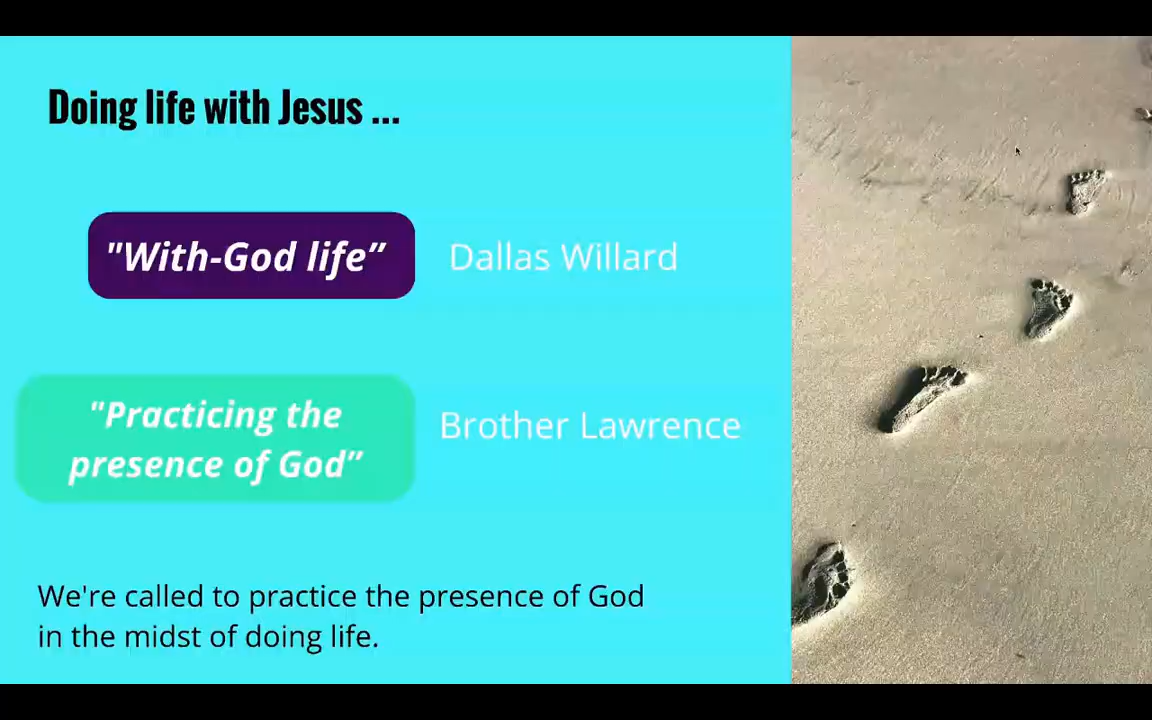 Doing life with Jesus ...
"With-God life”
Dallas Willard
"Practicing the
presence of God”
Brother Lawrence
We're called to practice the presence of God
in the midst of doing life.